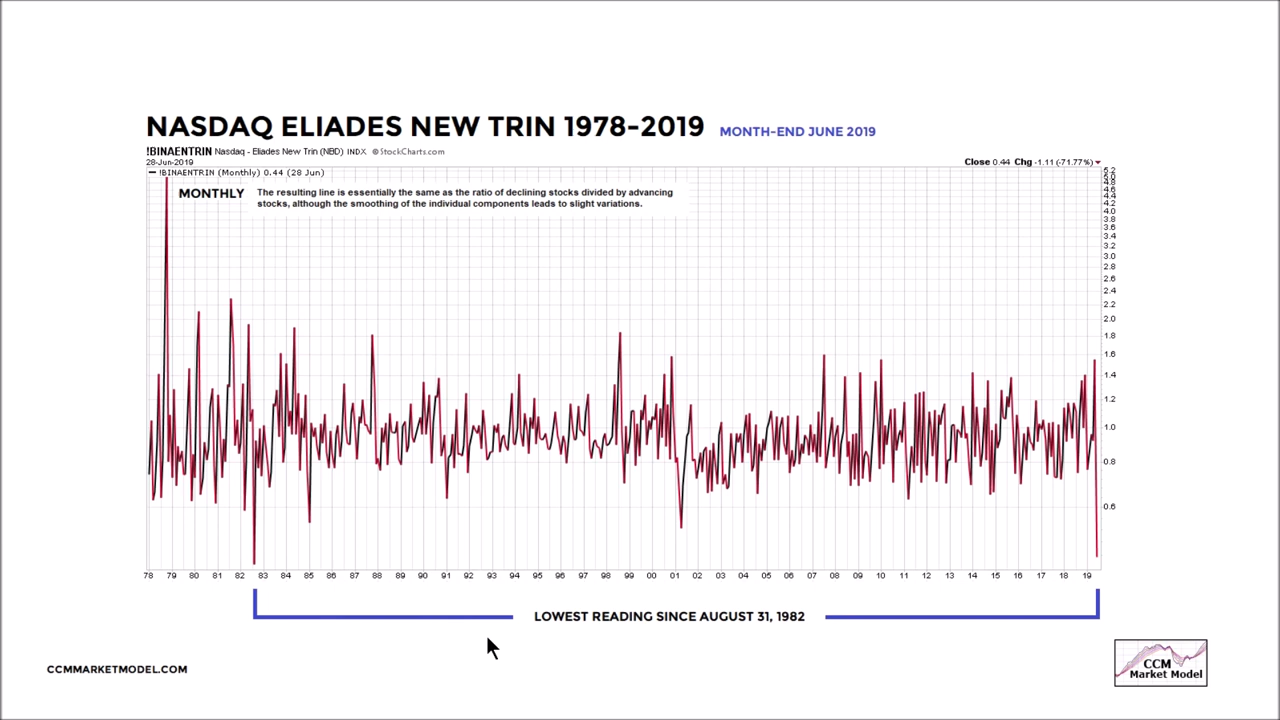 NASDAQ ELIADES NEW TRIN 1978-2019 MONTH-END JUNE 2019
!BINAENTRIN Nasdaq - Eliades New Trin (NBD) INDX ©StockCharts.com
28-Jun-2019 Close 0.44 Chg -1.11 (-71.77%)
!BINAENTRIN (Monthly) 0.44 (28 Jun)
MONTHLY The resulting line is essentially the same as the ratio of declining stocks divided by advancing
stocks, although the smoothing of the individual components leads to slight variations.
5.2
5.0
4.8
4.6
4.4
4.2
4.0
3.8
3.6
3.4
3.2
3.0
2.8
2.6
2.4
2.2
2.0
1.8
1.6
1.4
1.2
1.0
0.8
0.6
78 79 80 81 82 83 84 85 86 87 88 89 90 91 92 93 94 95 96 97 98 99 00 01 02 03 04 05 06 07 08 09 10 11 12 13 14 15 16 17 18 19
LOWEST READING SINCE AUGUST 31, 1982
CCMMARKETMODEL.COM
CCM
Market Model